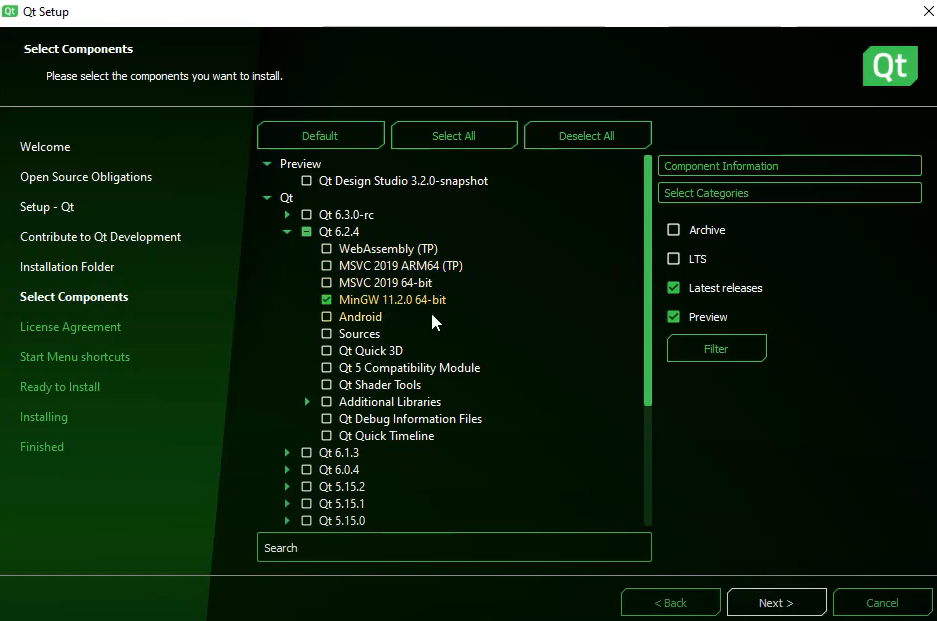 Qt Qt Setup
Select Components
Please select the components you want to install.
Qt
Welcome
Open Source Obligations
Setup - Qt
Contribute to Qt Development
Installation Folder
Select Components
License Agreement
Start Menu shortcuts
Ready to Install
Installing
Finished
Default Select All Deselect All
Preview
Qt Design Studio 3.2.0-snapshot
Qt
Qt 6.3.0-rc
Qt 6.2.4
WebAssembly (TP)
MSVC 2019 ARM64 (TP)
MSVC 2019 64-bit
MinGW 11.2.0 64-bit
Android
Sources
Qt Quick 3D
Qt 5 Compatibility Module
Qt Shader Tools
Additional Libraries
Qt Debug Information Files
Qt Quick Timeline
Qt 6.1.3
Qt 6.0.4
Qt 5.15.2
Qt 5.15.1
Qt 5.15.0
Search
Component Information
Select Categories
Archive
LTS
Latest releases
Preview
Filter
< Back Next > Cancel